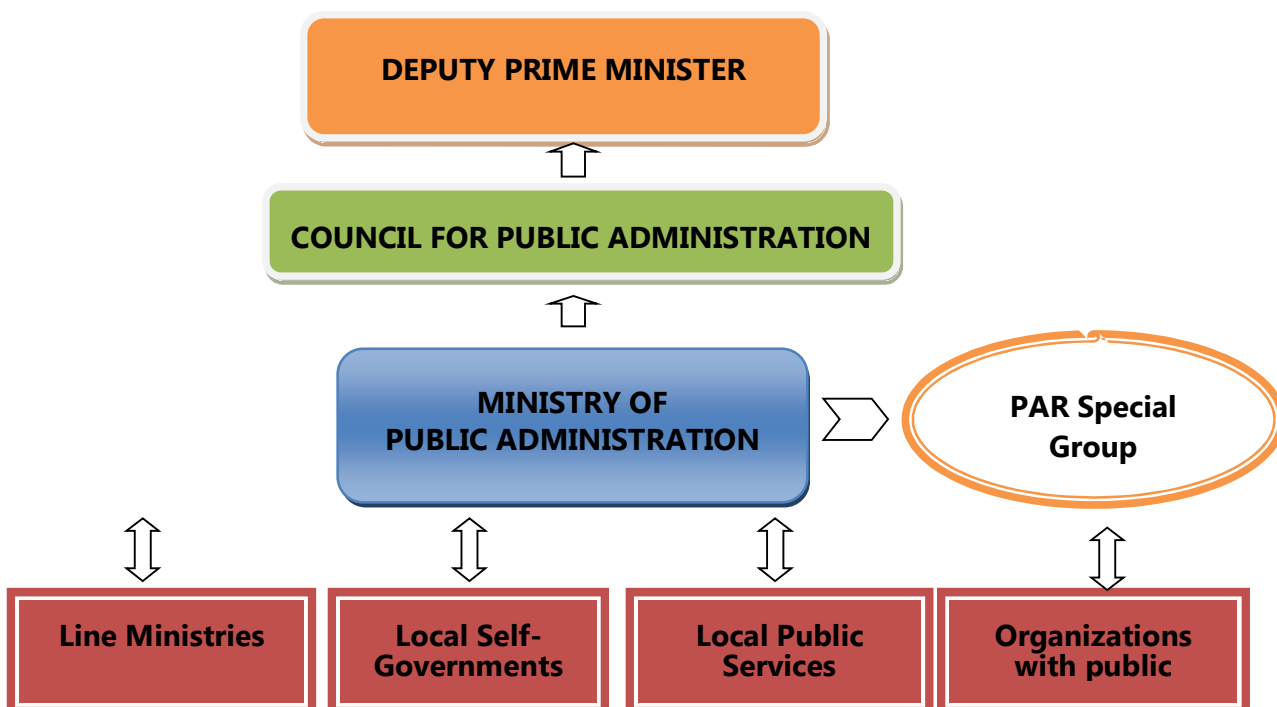 DEPUTY PRIME MINISTER
COUNCIL FOR PUBLIC ADMINISTRATION
MINISTRY OF
PUBLIC ADMINISTRATION
PAR Special
Group
Line Ministries
Local Self-
Governments
Local Public
Services
Organizations
with public